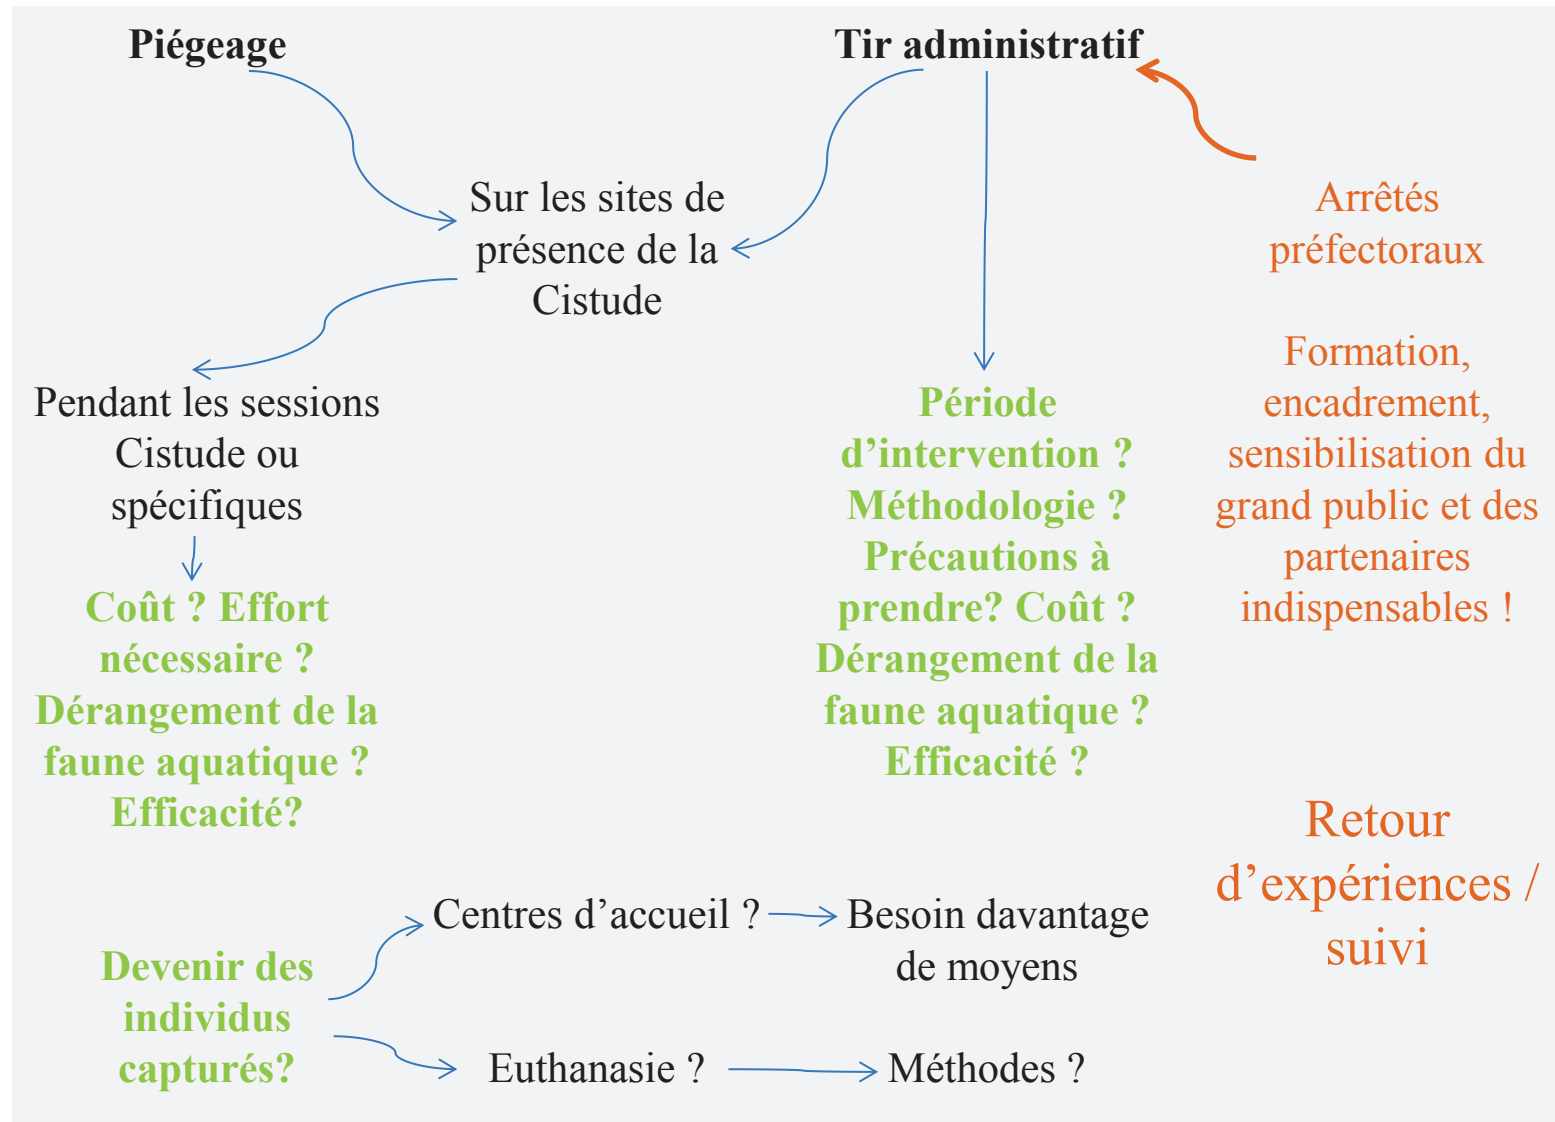 Piégeage
Tir administratif
Sur les sites de
présence de la
Cistude
Arrêtés
préfectoraux
Pendant les sessions
Cistude ou
spécifiques
Coût ? Effort
nécessaire ?
Dérangement de la
faune aquatique ?
Efficacité?
Période
d’intervention ?
Méthodologie ?
Précautions à
prendre? Coût ?
Dérangement de la
faune aquatique ?
Efficacité ?
Formation,
encadrement,
sensibilisation du
grand public et des
partenaires
indispensables !
Retour
d’expériences /
suivi
Devenir des
individus
capturés?
Centres d’accueil ?
Besoin davantage
de moyens
Euthanasie ?
Méthodes ?